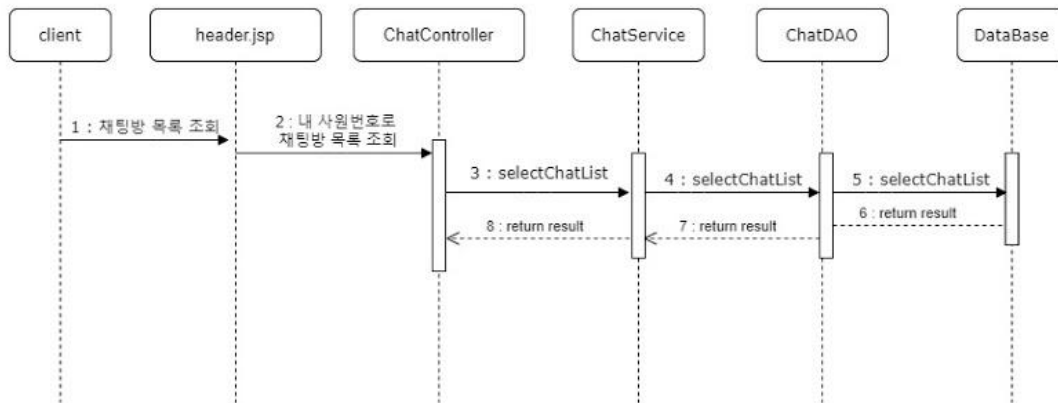 client
header.jsp
ChatController
ChatService
ChatDAO
DataBase
1 : 채팅방 목록 조회
2 : 내 사원번호로
채팅방 목록 조회
3 : selectChatList
4 : selectChatList
5 : selectChatList
6 : return result
7 : return result
8 : return result